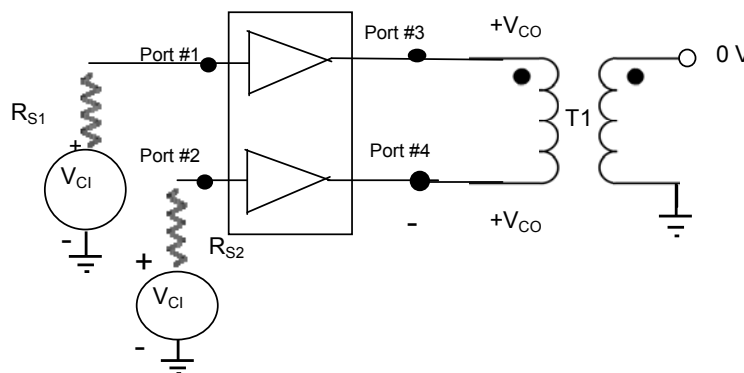 Port #1
Port #3
+V_CO
0 V
R_S1
+
V_CI
-
T1
Port #2
Port #4
-
+V_CO
R_S2
+
V_CI
-